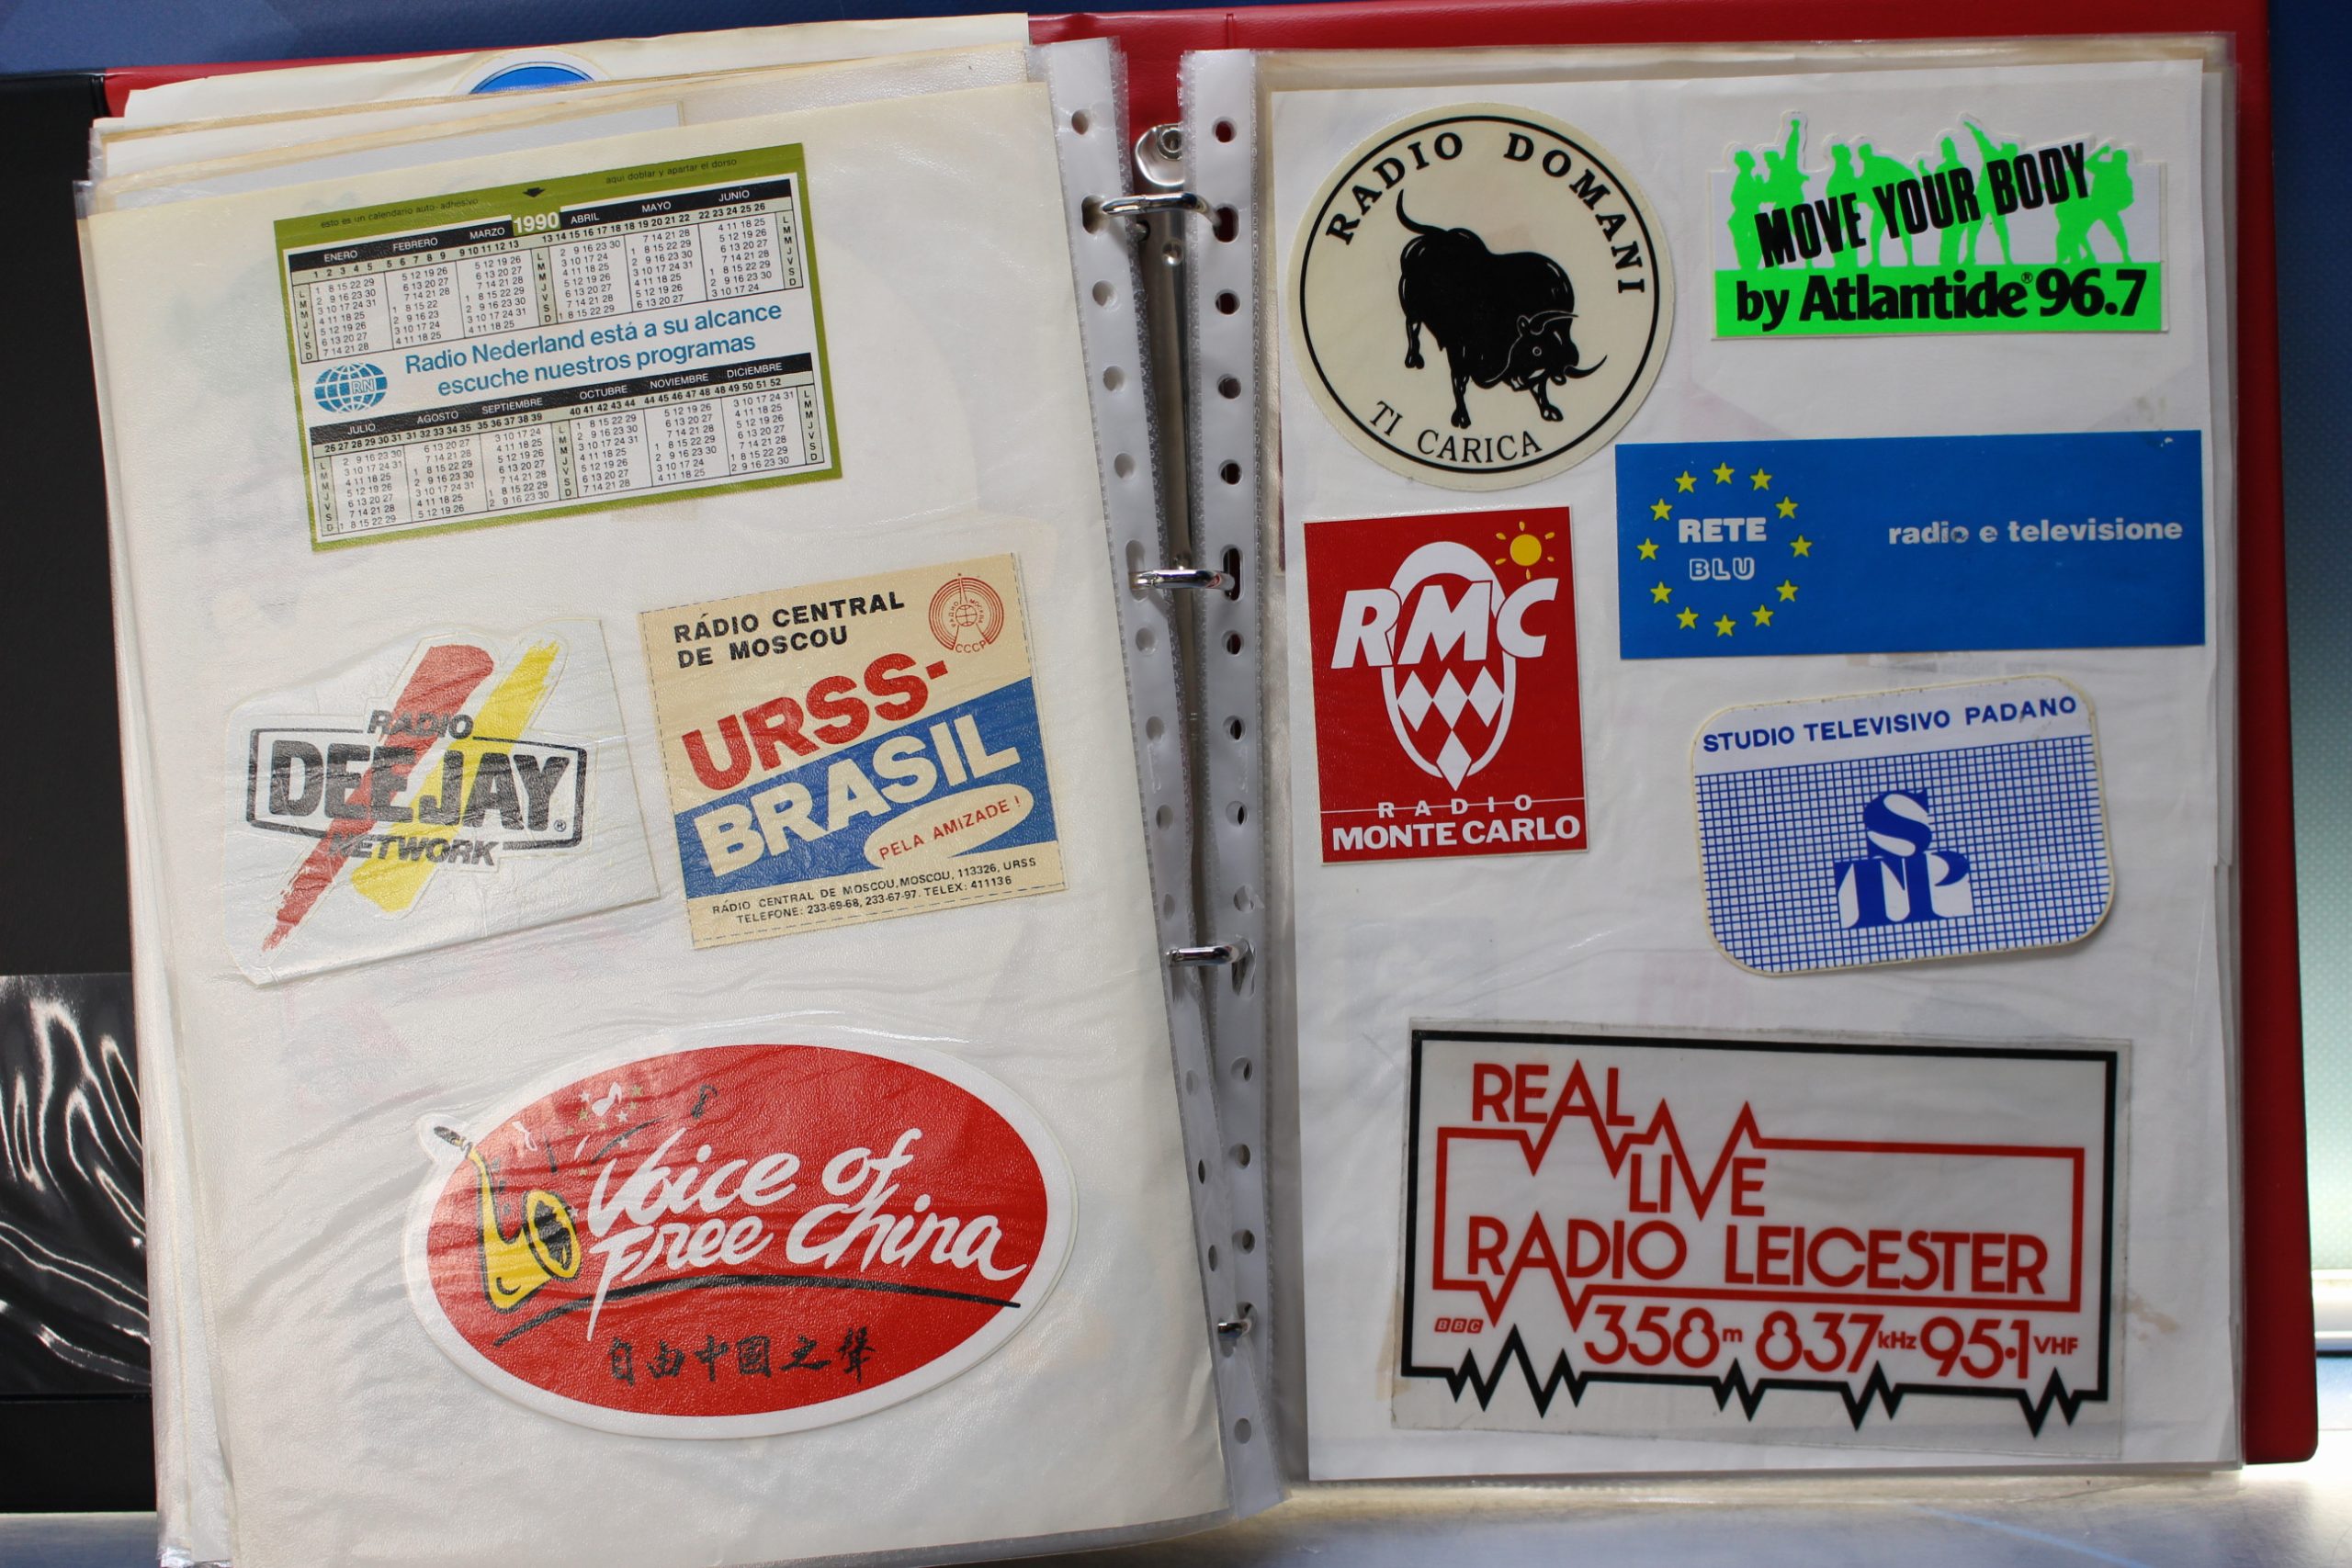 esto es un calendario auto-adhesivo
aquí doblar y apartar el dorso
1990
ENERO FEBRERO MARZO ABRIL MAYO JUNIO
Radio Nederland está a su alcance
escuche nuestros programas
RN
JULIO AGOSTO SEPTIEMBRE OCTUBRE NOVIEMBRE DICIEMBRE
RADIO
DEEJAY®
NETWORK
RÁDIO CENTRAL
DE MOSCOU
CCCP
URSS-
BRASIL
PELA AMIZADE!
RÁDIO CENTRAL DE MOSCOU, MOSCOU, 113326, URSS
TELEFONE: 233-69-68, 233-67-97. TELEX: 411136
Voice of
Free China
自由中國之聲
RADIO DOMANI
TI CARICA
MOVE YOUR BODY
by Atlantide® 96.7
RETE
BLU
radio e televisione
RMC
RADIO
MONTE CARLO
STUDIO TELEVISIVO PADANO
STP
REAL
LIVE
RADIO LEICESTER
BBC 358m 837kHz 95·1VHF